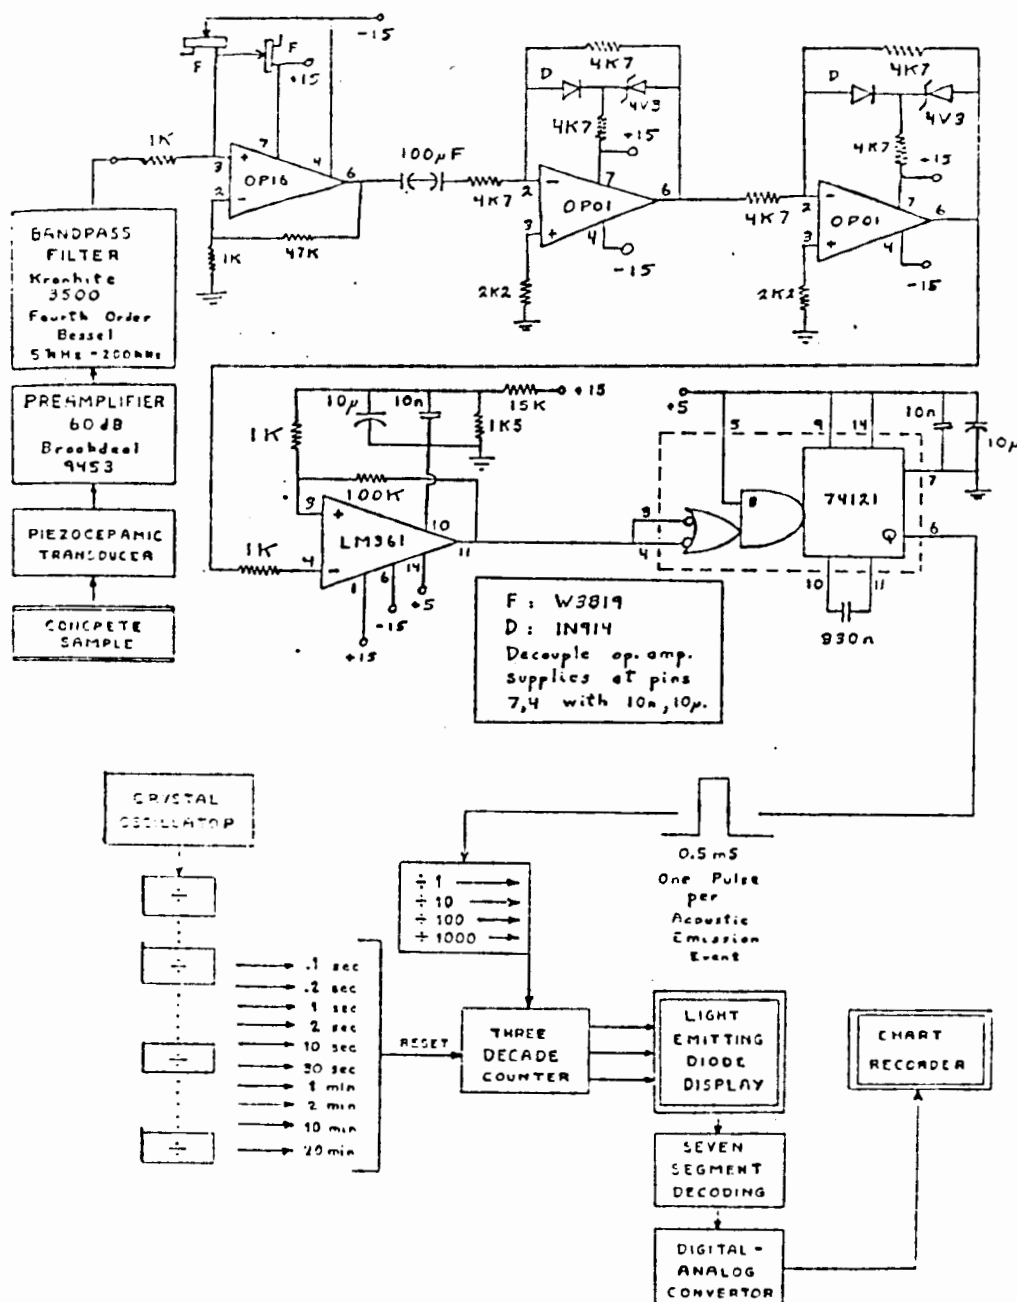 -15
F
F
+15
1K
3
+
7
4
OP16
6
2
-
1K
47K
100µF
4K7
4K7
D
4V3
4K7
+15
2
-
7
6
OP01
3
+
4
-15
2K2
4K7
4K7
D
4V3
4K7
+15
2
-
7
6
OP01
3
+
4
-15
2K2
BANDPASS
FILTER
Kronhite
3500
Fourth Order
Bessel
5kHz - 200kHz
PREAMPLIFIER
60 dB
Brookdeal
9453
PIEZOCERAMIC
TRANSDUCER
CONCRETE
SAMPLE
10µ
10n
15K
+15
1K
1K5
100K
3
+
10
LM361
11
1K
4
-
1
6
14
+5
-15
+15
+5
5
9
14
10n
10µ
7
74121
B
3
4
Q
6
10
11
330n
F: W3819
D: 1N914
Decouple op. amp.
supplies at pins
7,4 with 10n, 10µ.
CRYSTAL
OSCILLATOR
÷
÷
÷
÷
.1 sec
.2 sec
1 sec
2 sec
10 sec
30 sec
1 min
2 min
10 min
20 min
RESET
÷ 1
÷ 10
÷ 100
÷ 1000
0.5 mS
One Pulse
per
Acoustic
Emission
Event
THREE
DECADE
COUNTER
LIGHT
EMITTING
DIODE
DISPLAY
CHART
RECORDER
SEVEN
SEGMENT
DECODING
DIGITAL -
ANALOG
CONVERTOR